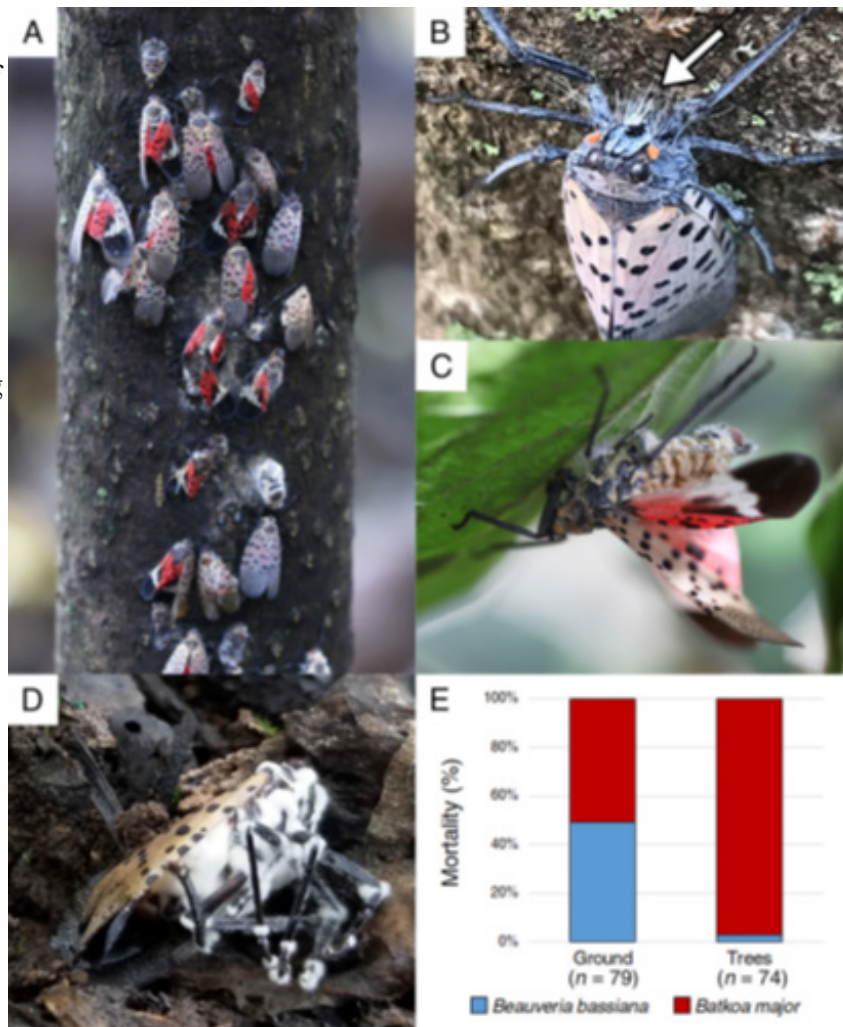 A
B
C
D
E
100%
80%
60%
40%
20%
0%
Mortality (%)
Ground
(n = 79)
Trees
(n = 74)
Beauveria bassiana
Batkoa major